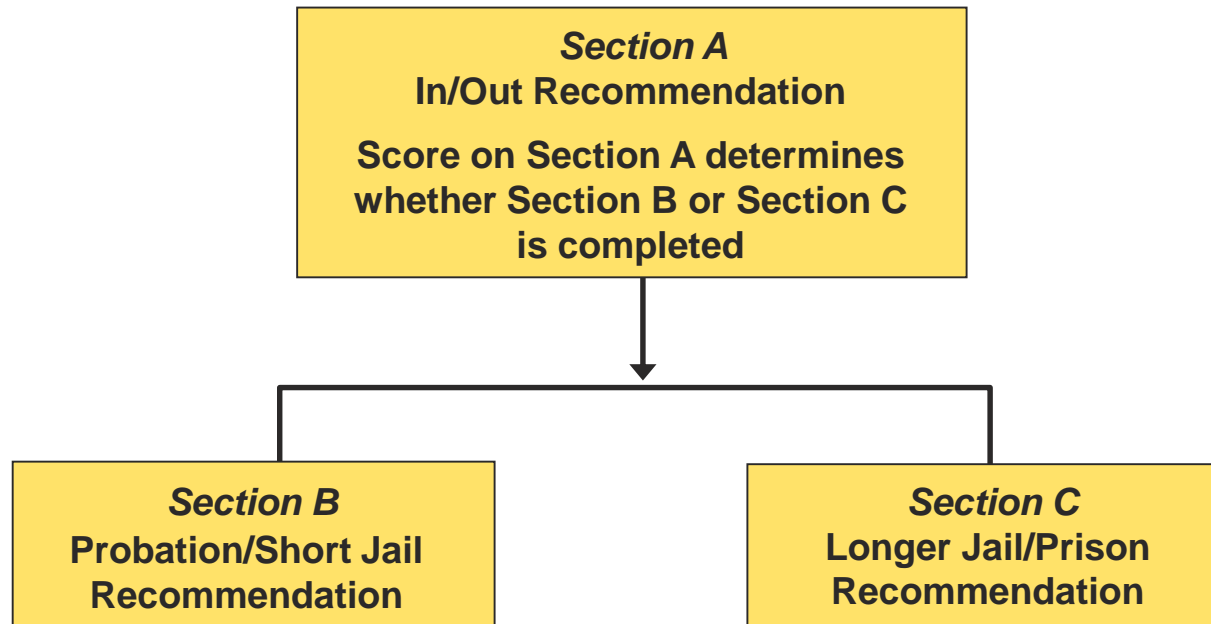 Section A
In/Out Recommendation
Score on Section A determines
whether Section B or Section C
is completed
Section B
Probation/Short Jail
Recommendation
Section C
Longer Jail/Prison
Recommendation